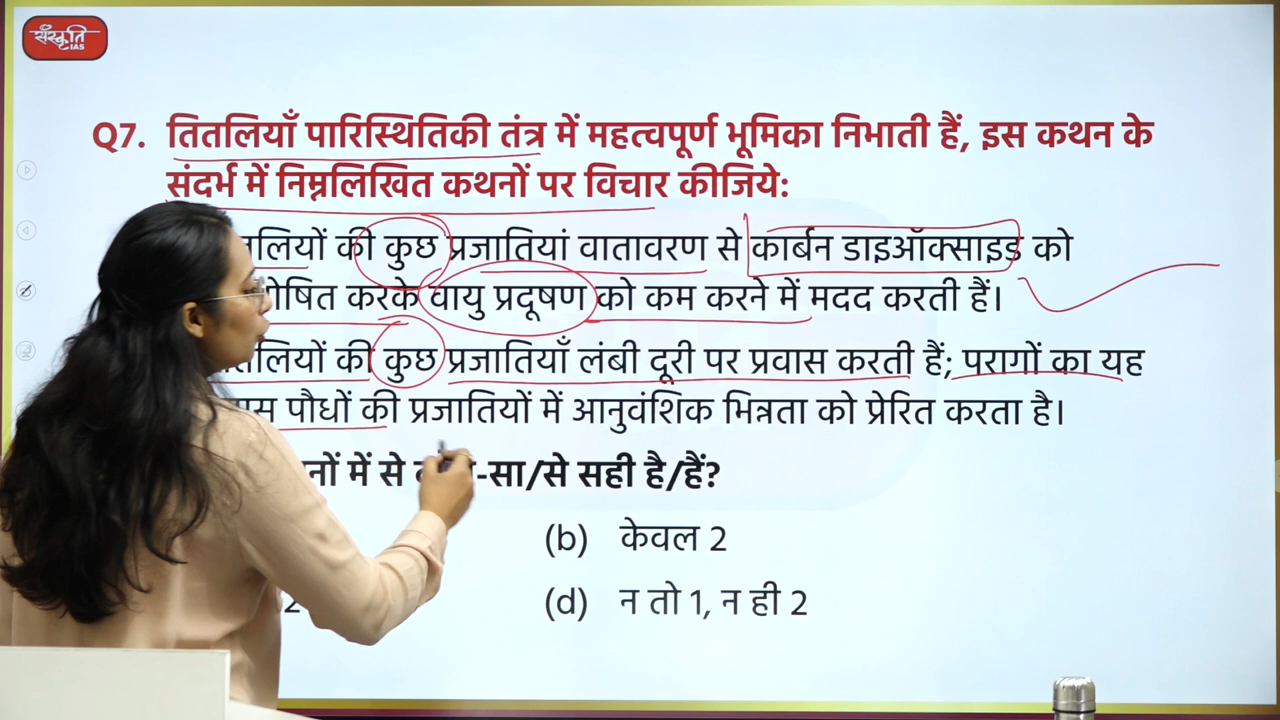 संस्कृति
IAS
Q7. तितलियाँ पारिस्थितिकी तंत्र में महत्वपूर्ण भूमिका निभाती हैं, इस कथन के
संदर्भ में निम्नलिखित कथनों पर विचार कीजिये:
की कुछ प्रजातियां वातावरण से कार्बन डाइऑक्साइड को
करके वायु प्रदूषण को कम करने में मदद करती हैं।
की कुछ प्रजातियाँ लंबी दूरी पर प्रवास करती हैं; परागों का यह
पौधों की प्रजातियों में आनुवंशिक भिन्नता को प्रेरित करता है।
में से सही है/हैं?
(b) केवल 2
2
(d) न तो 1, न ही 2